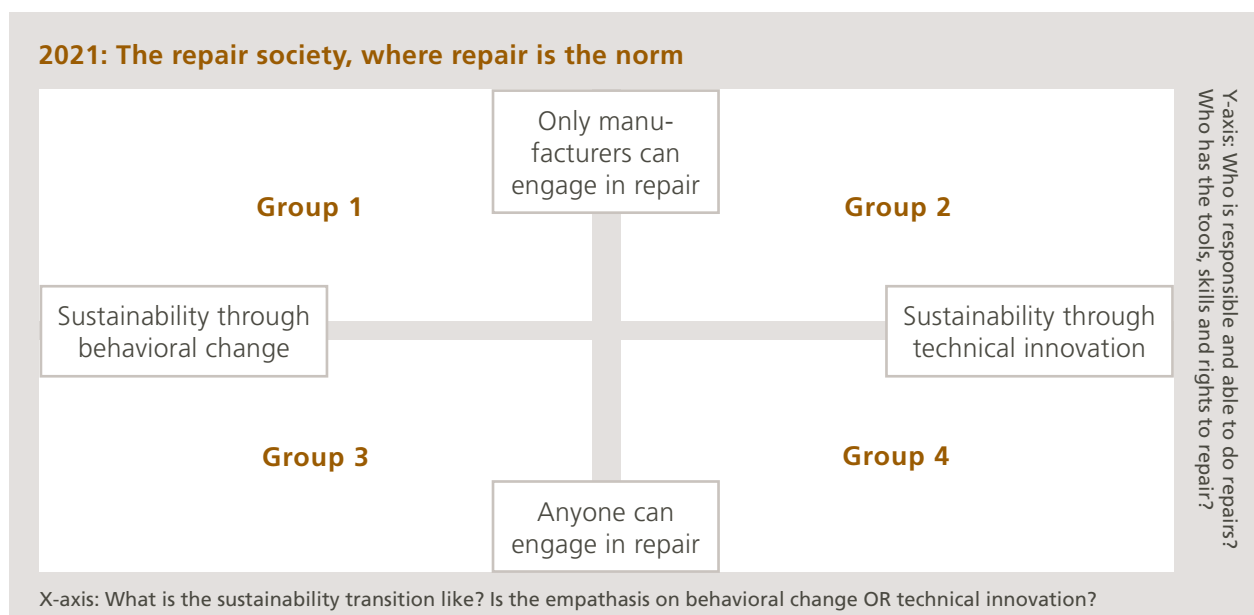 2021: The repair society, where repair is the norm
Only manu-
facturers can
engage in repair
Group 1
Group 2
Sustainability through
behavioral change
Sustainability through
technical innovation
Group 3
Group 4
Anyone can
engage in repair
Y-axis: Who is responsible and able to do repairs?
Who has the tools, skills and rights to repair?
X-axis: What is the sustainability transition like? Is the empathasis on behavioral change OR technical innovation?